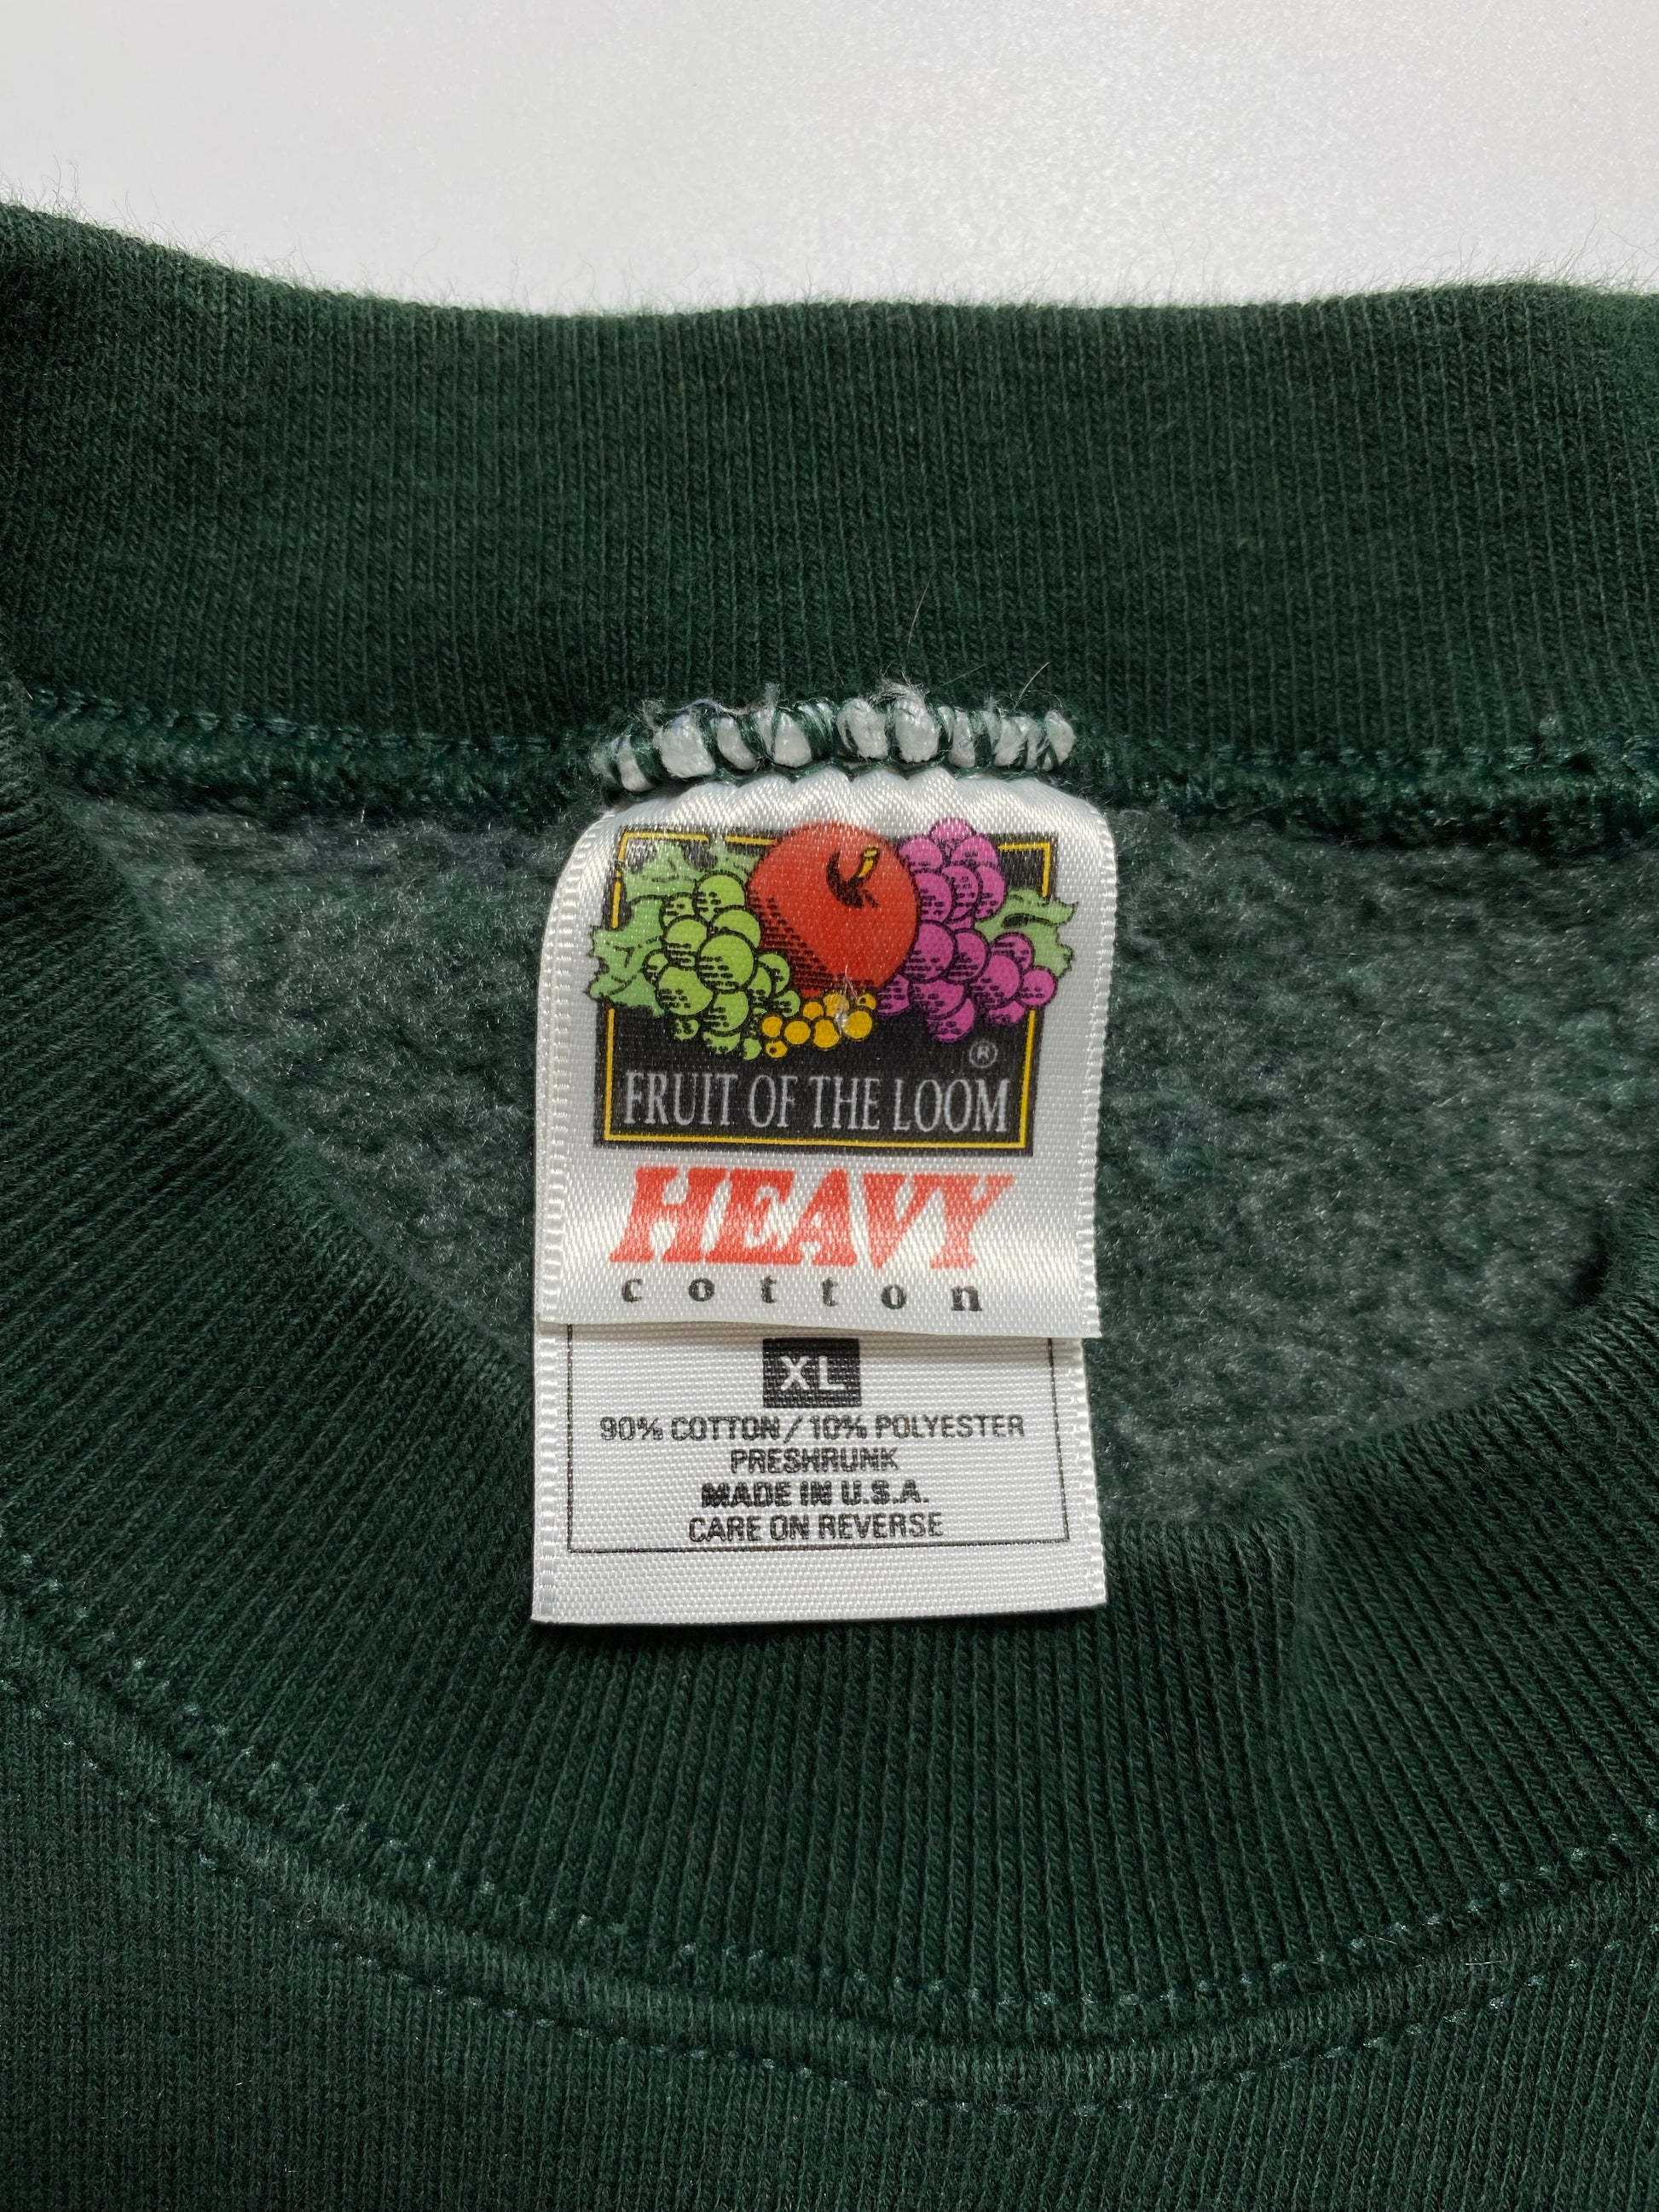 ®
FRUIT OF THE LOOM
HEAVY
cotton
XL
90% COTTON / 10% POLYESTER
PRESHRUNK
MADE IN U.S.A.
CARE ON REVERSE